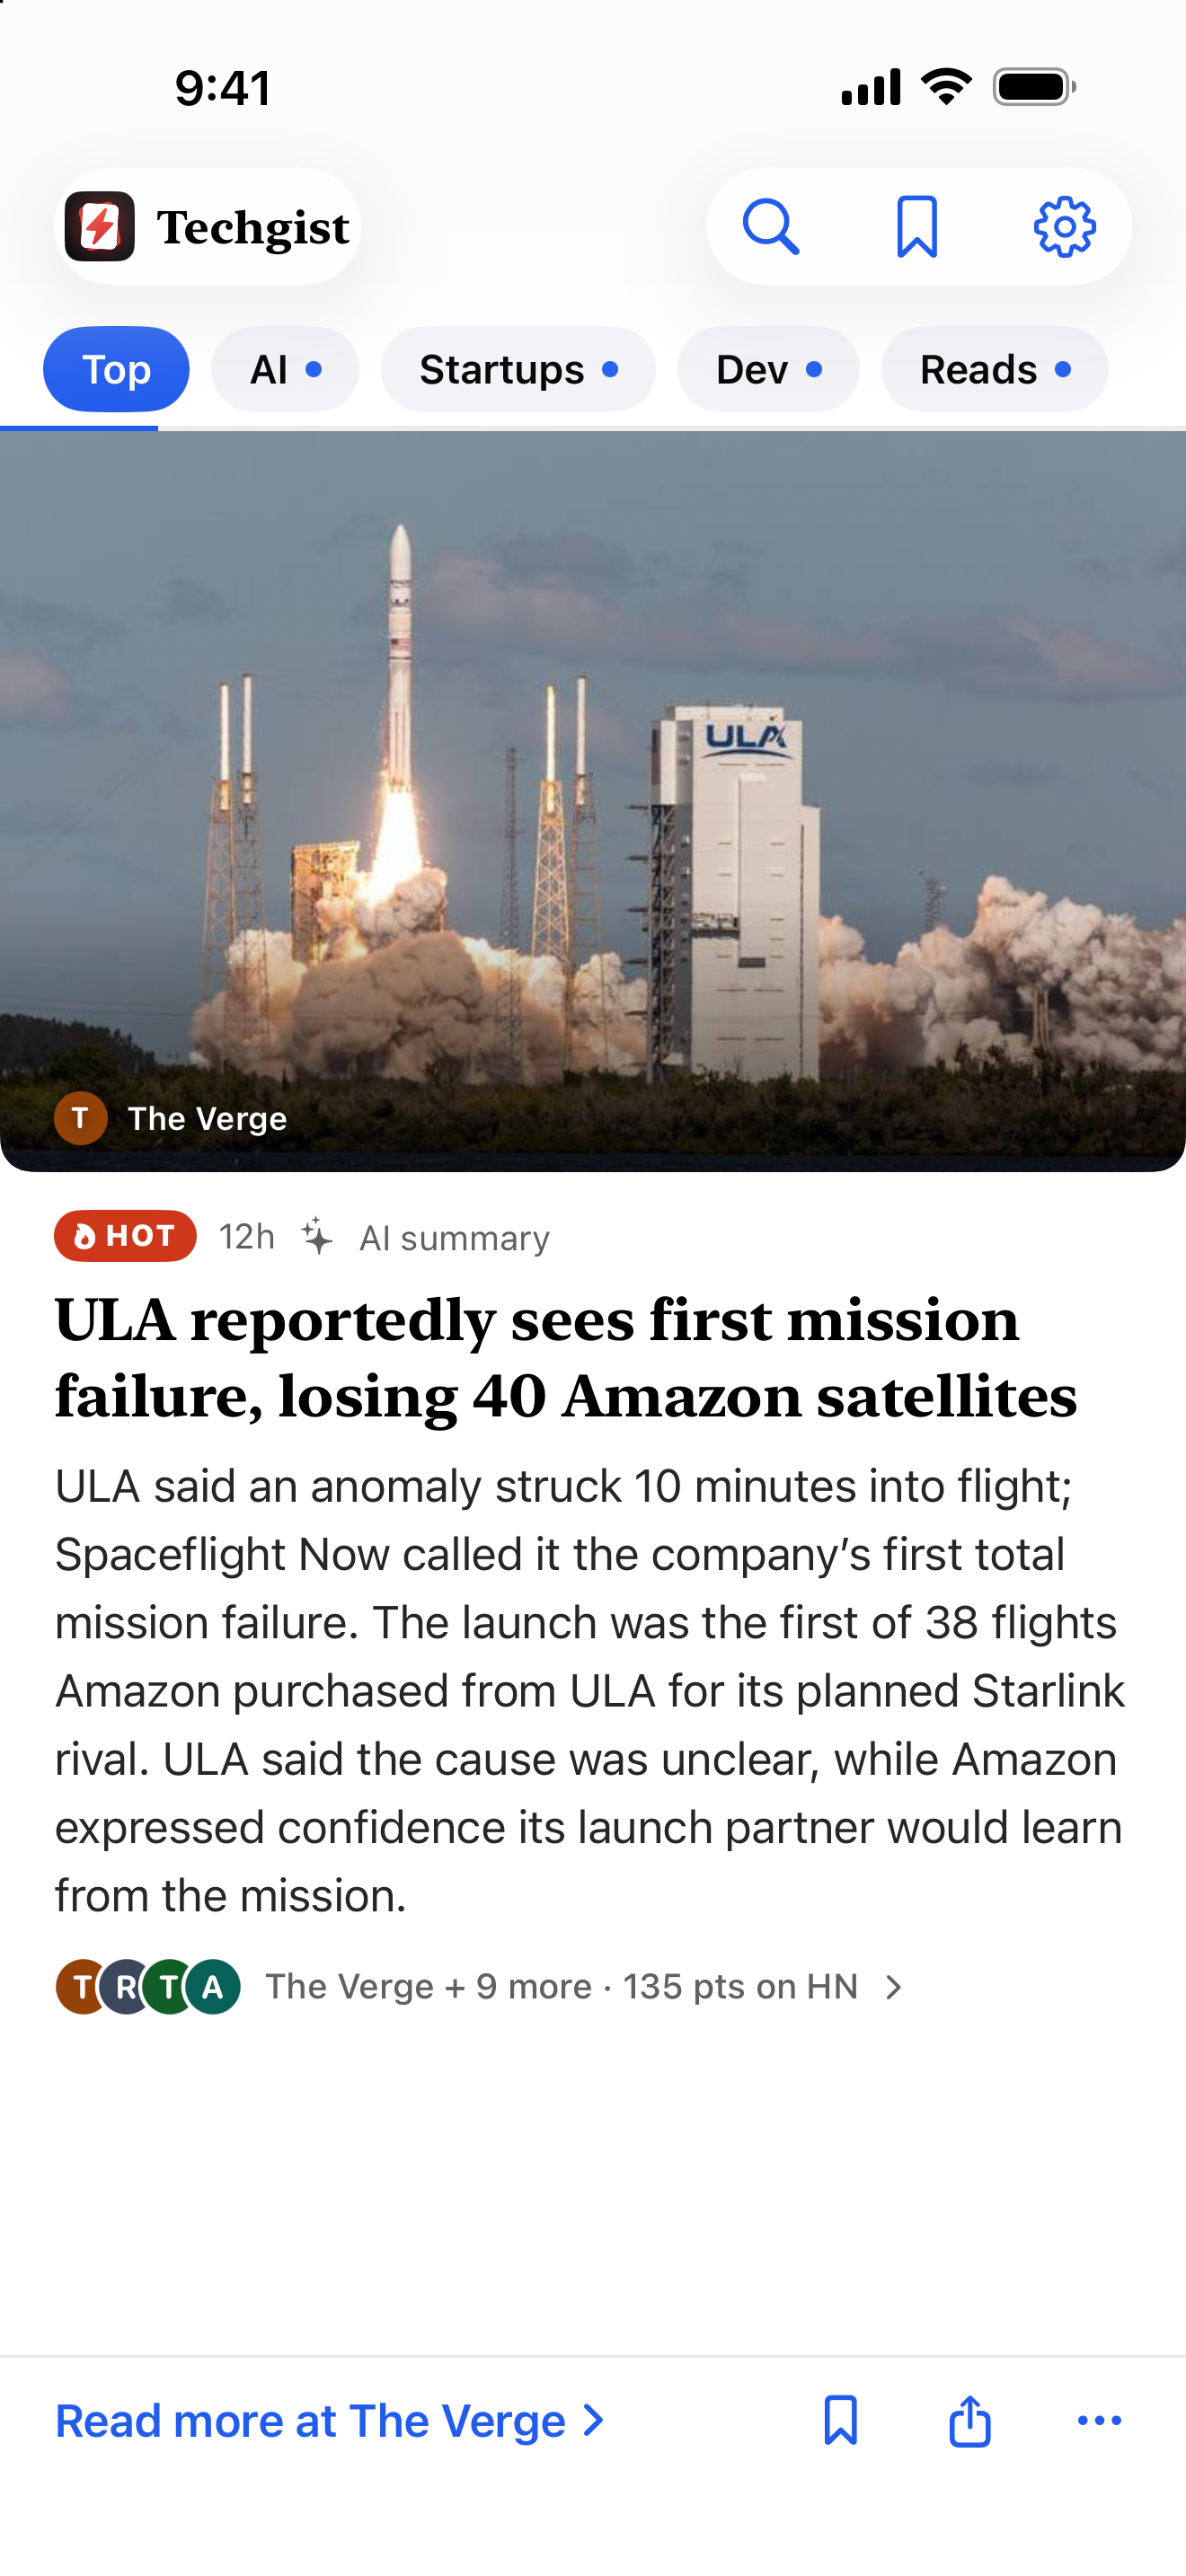 9:41
Techgist
Top
AI
Startups
Dev
Reads
ULA
ULA
T The Verge
HOT 12h AI summary
ULA reportedly sees first mission
failure, losing 40 Amazon satellites
ULA said an anomaly struck 10 minutes into flight;
Spaceflight Now called it the company’s first total
mission failure. The launch was the first of 38 flights
Amazon purchased from ULA for its planned Starlink
rival. ULA said the cause was unclear, while Amazon
expressed confidence its launch partner would learn
from the mission.
T R T A The Verge + 9 more · 135 pts on HN
Read more at The Verge